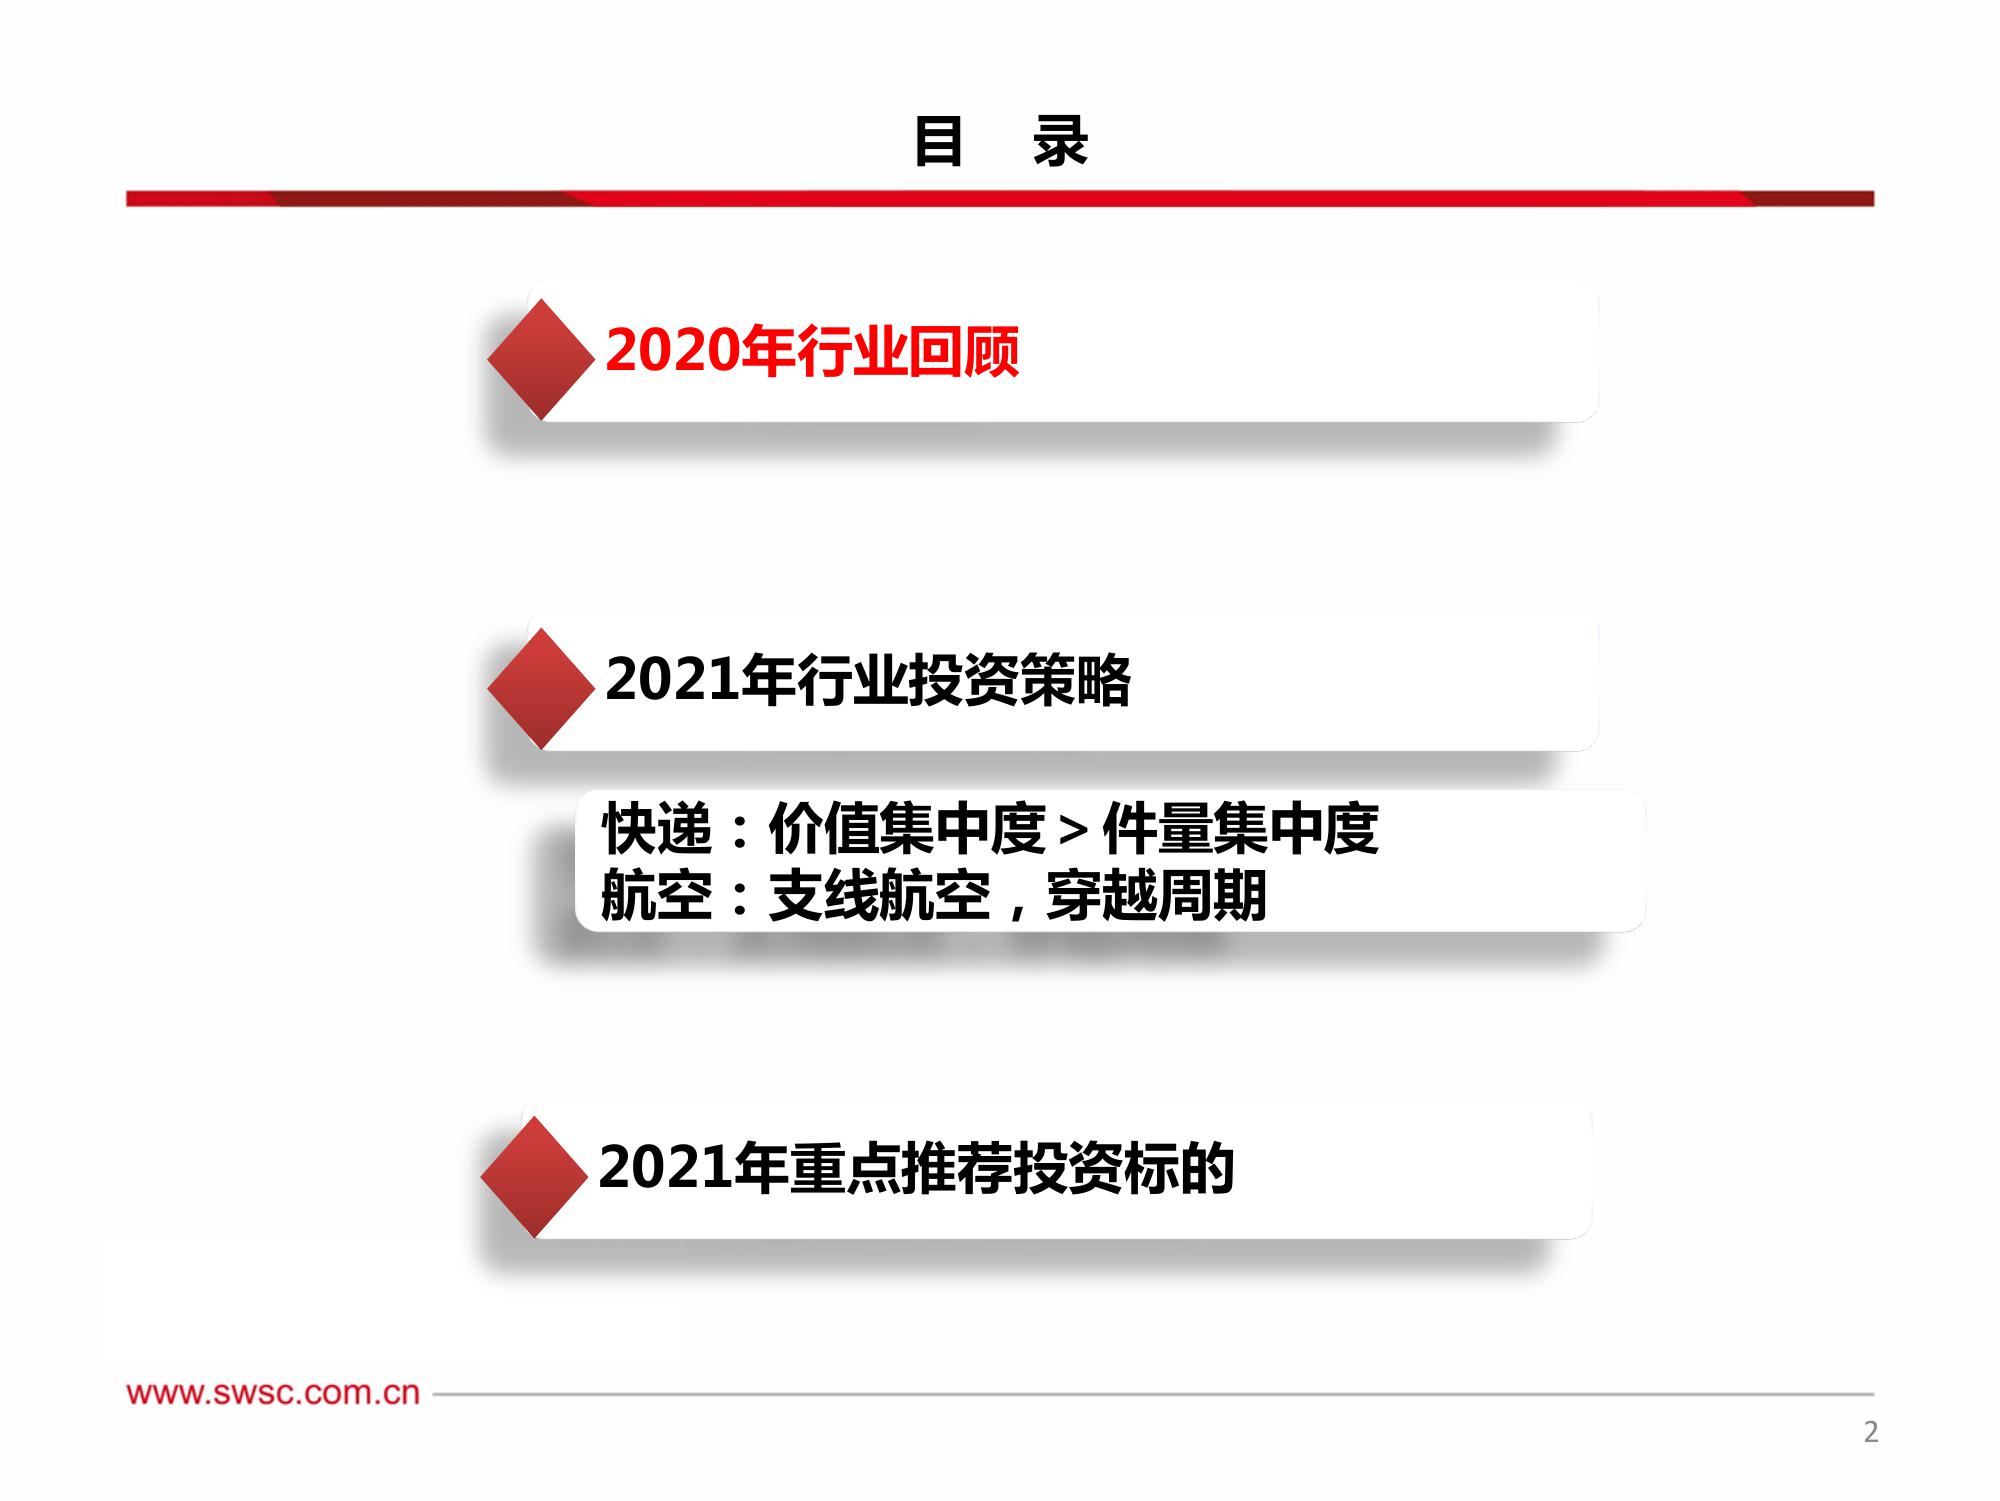 目 录
2020年行业回顾
2021年行业投资策略
快递：价值集中度＞件量集中度
航空：支线航空，穿越周期
2021年重点推荐投资标的
www.swsc.com.cn
2